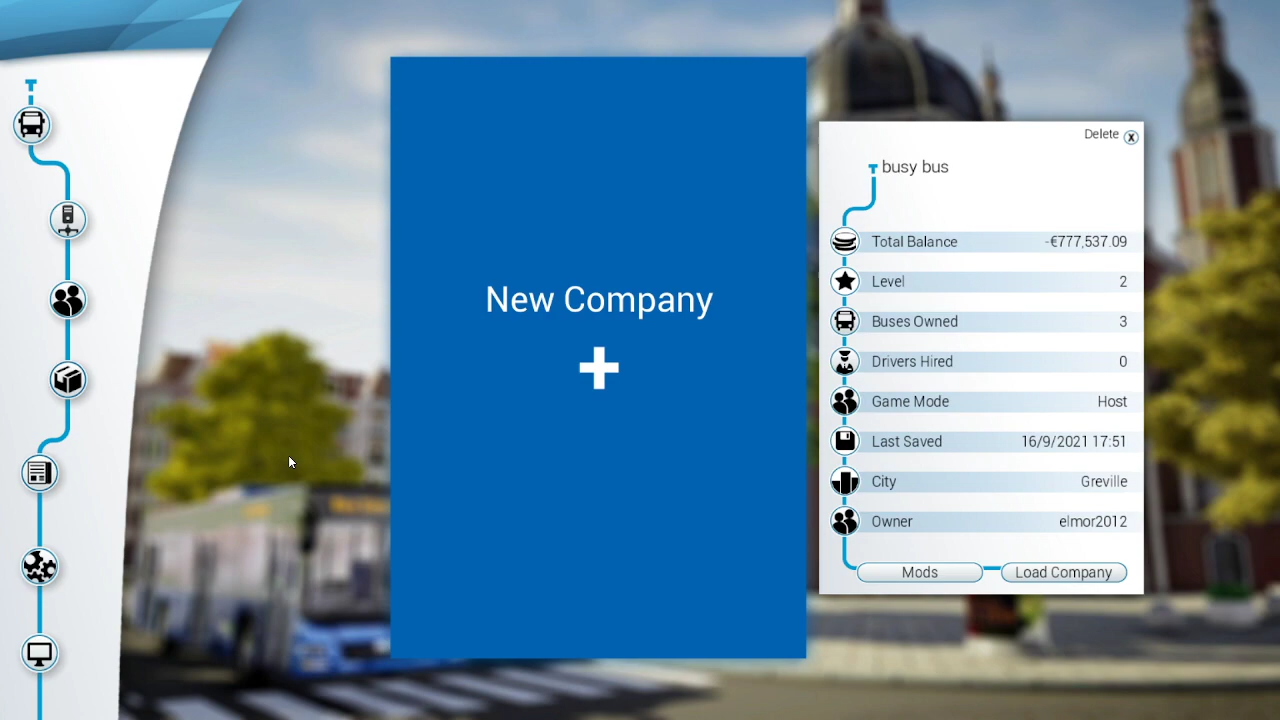 New Company
Delete
busy bus
Total Balance -€777,537.09
Level 2
Buses Owned 3
Drivers Hired 0
Game Mode Host
Last Saved 16/9/2021 17:51
City Greville
Owner elmor2012
Mods Load Company